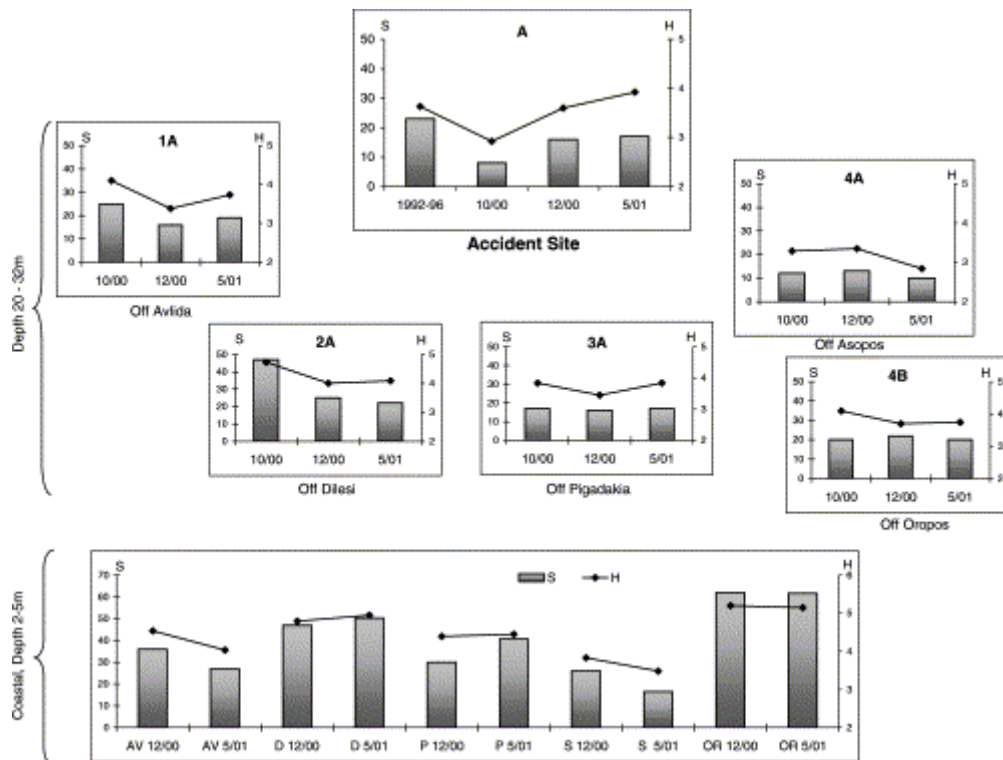 S A H
50 5
40
4
30
20
3
10
0 2
1992-96 10/00 12/00 5/01
Accident Site
Depth 20 - 32m
S 1A H
50 5
40
4
30
20
3
10
0 2
10/00 12/00 5/01
Off Avlida
S 4A H
50 5
40
4
30
20
3
10
0 2
10/00 12/00 5/01
Off Asopos
S 2A H
50 5
40
4
30
20
3
10
0 2
10/00 12/00 5/01
Off Dilesi
S 3A H
50 5
40
4
30
20
3
10
0 2
10/00 12/00 5/01
Off Pigadakia
S 4B H
50 5
40
4
30
20
3
10
0 2
10/00 12/00 5/01
Off Oropos
Coastal, Depth 2-5m
S H
S H
70 6
60
5
50
40
4
30
20
3
10
0 2
AV 12/00 AV 5/01 D 12/00 D 5/01 P 12/00 P 5/01 S 12/00 S 5/01 OR 12/00 OR 5/01